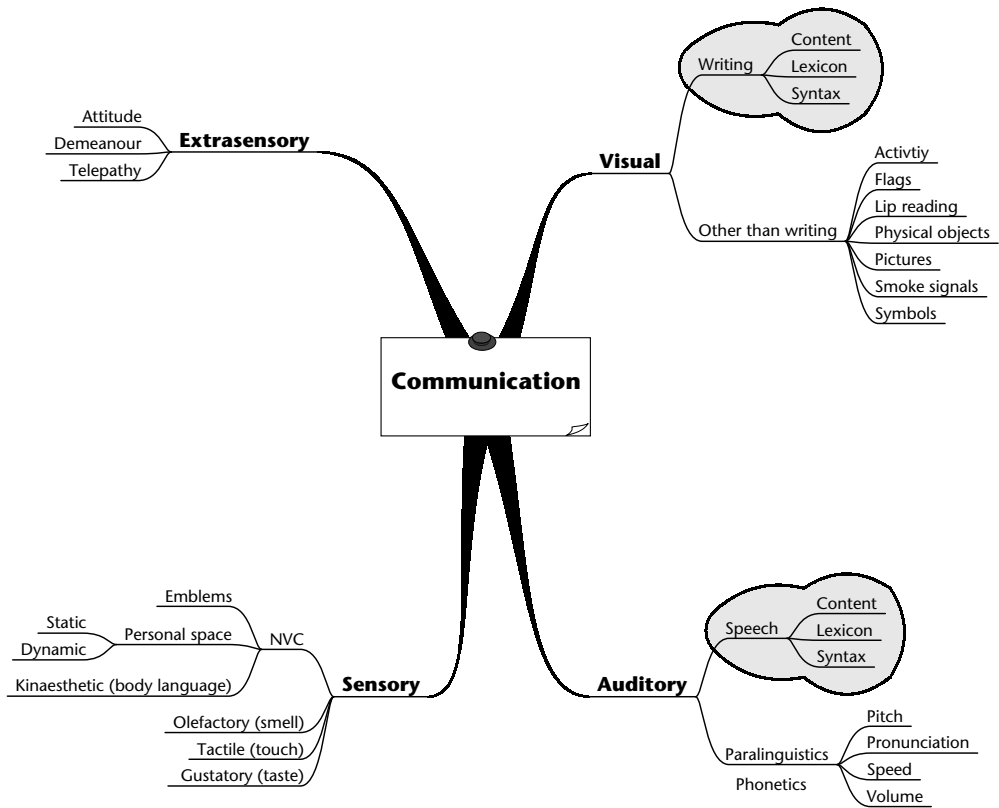 Communication
Extrasensory
Attitude
Demeanour
Telepathy
Visual
Writing
Content
Lexicon
Syntax
Other than writing
Activtiy
Flags
Lip reading
Physical objects
Pictures
Smoke signals
Symbols
Sensory
NVC
Emblems
Personal space
Static
Dynamic
Kinaesthetic (body language)
Olefactory (smell)
Tactile (touch)
Gustatory (taste)
Auditory
Speech
Content
Lexicon
Syntax
Paralinguistics
Phonetics
Pitch
Pronunciation
Speed
Volume